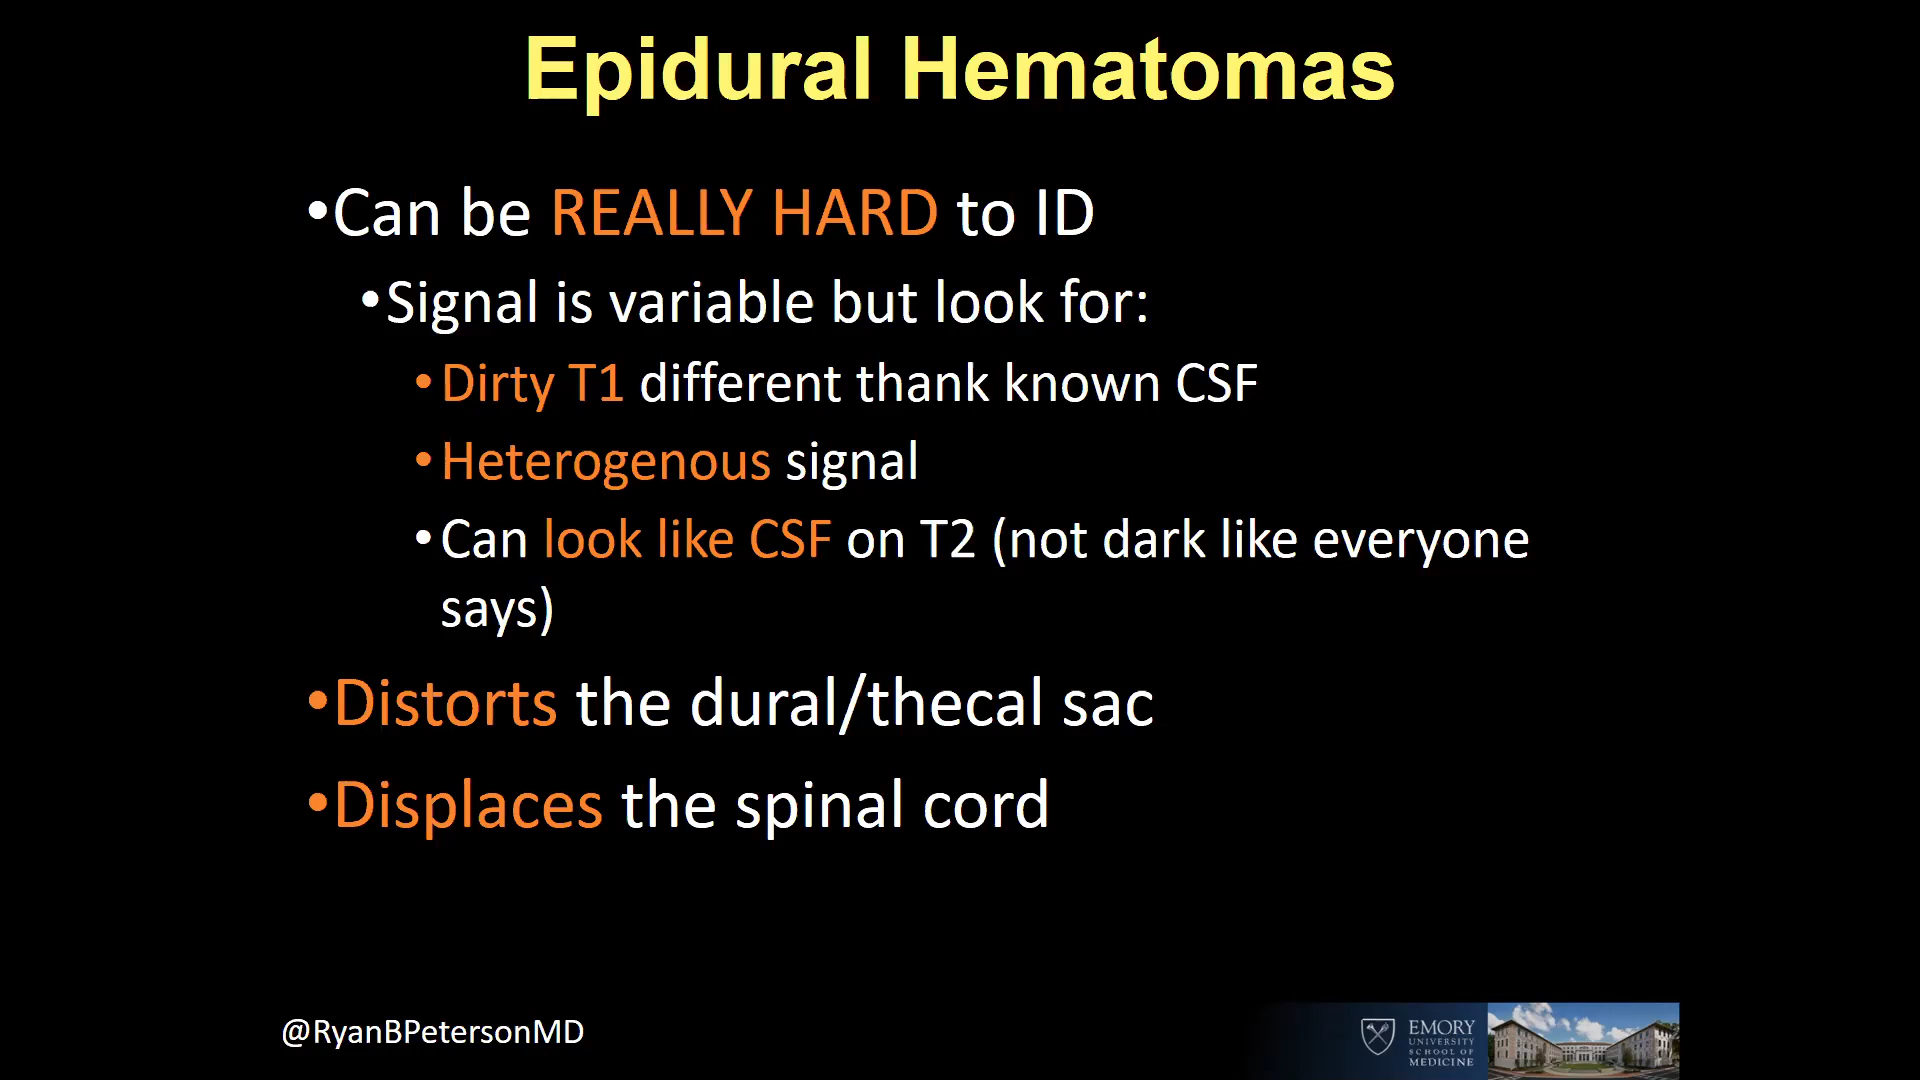 Epidural Hematomas
•Can be REALLY HARD to ID
•Signal is variable but look for:
•Dirty T1 different thank known CSF
•Heterogenous signal
•Can look like CSF on T2 (not dark like everyone
says)
•Distorts the dural/thecal sac
•Displaces the spinal cord
@RyanBPetersonMD
EMORY
UNIVERSITY
SCHOOL OF
MEDICINE